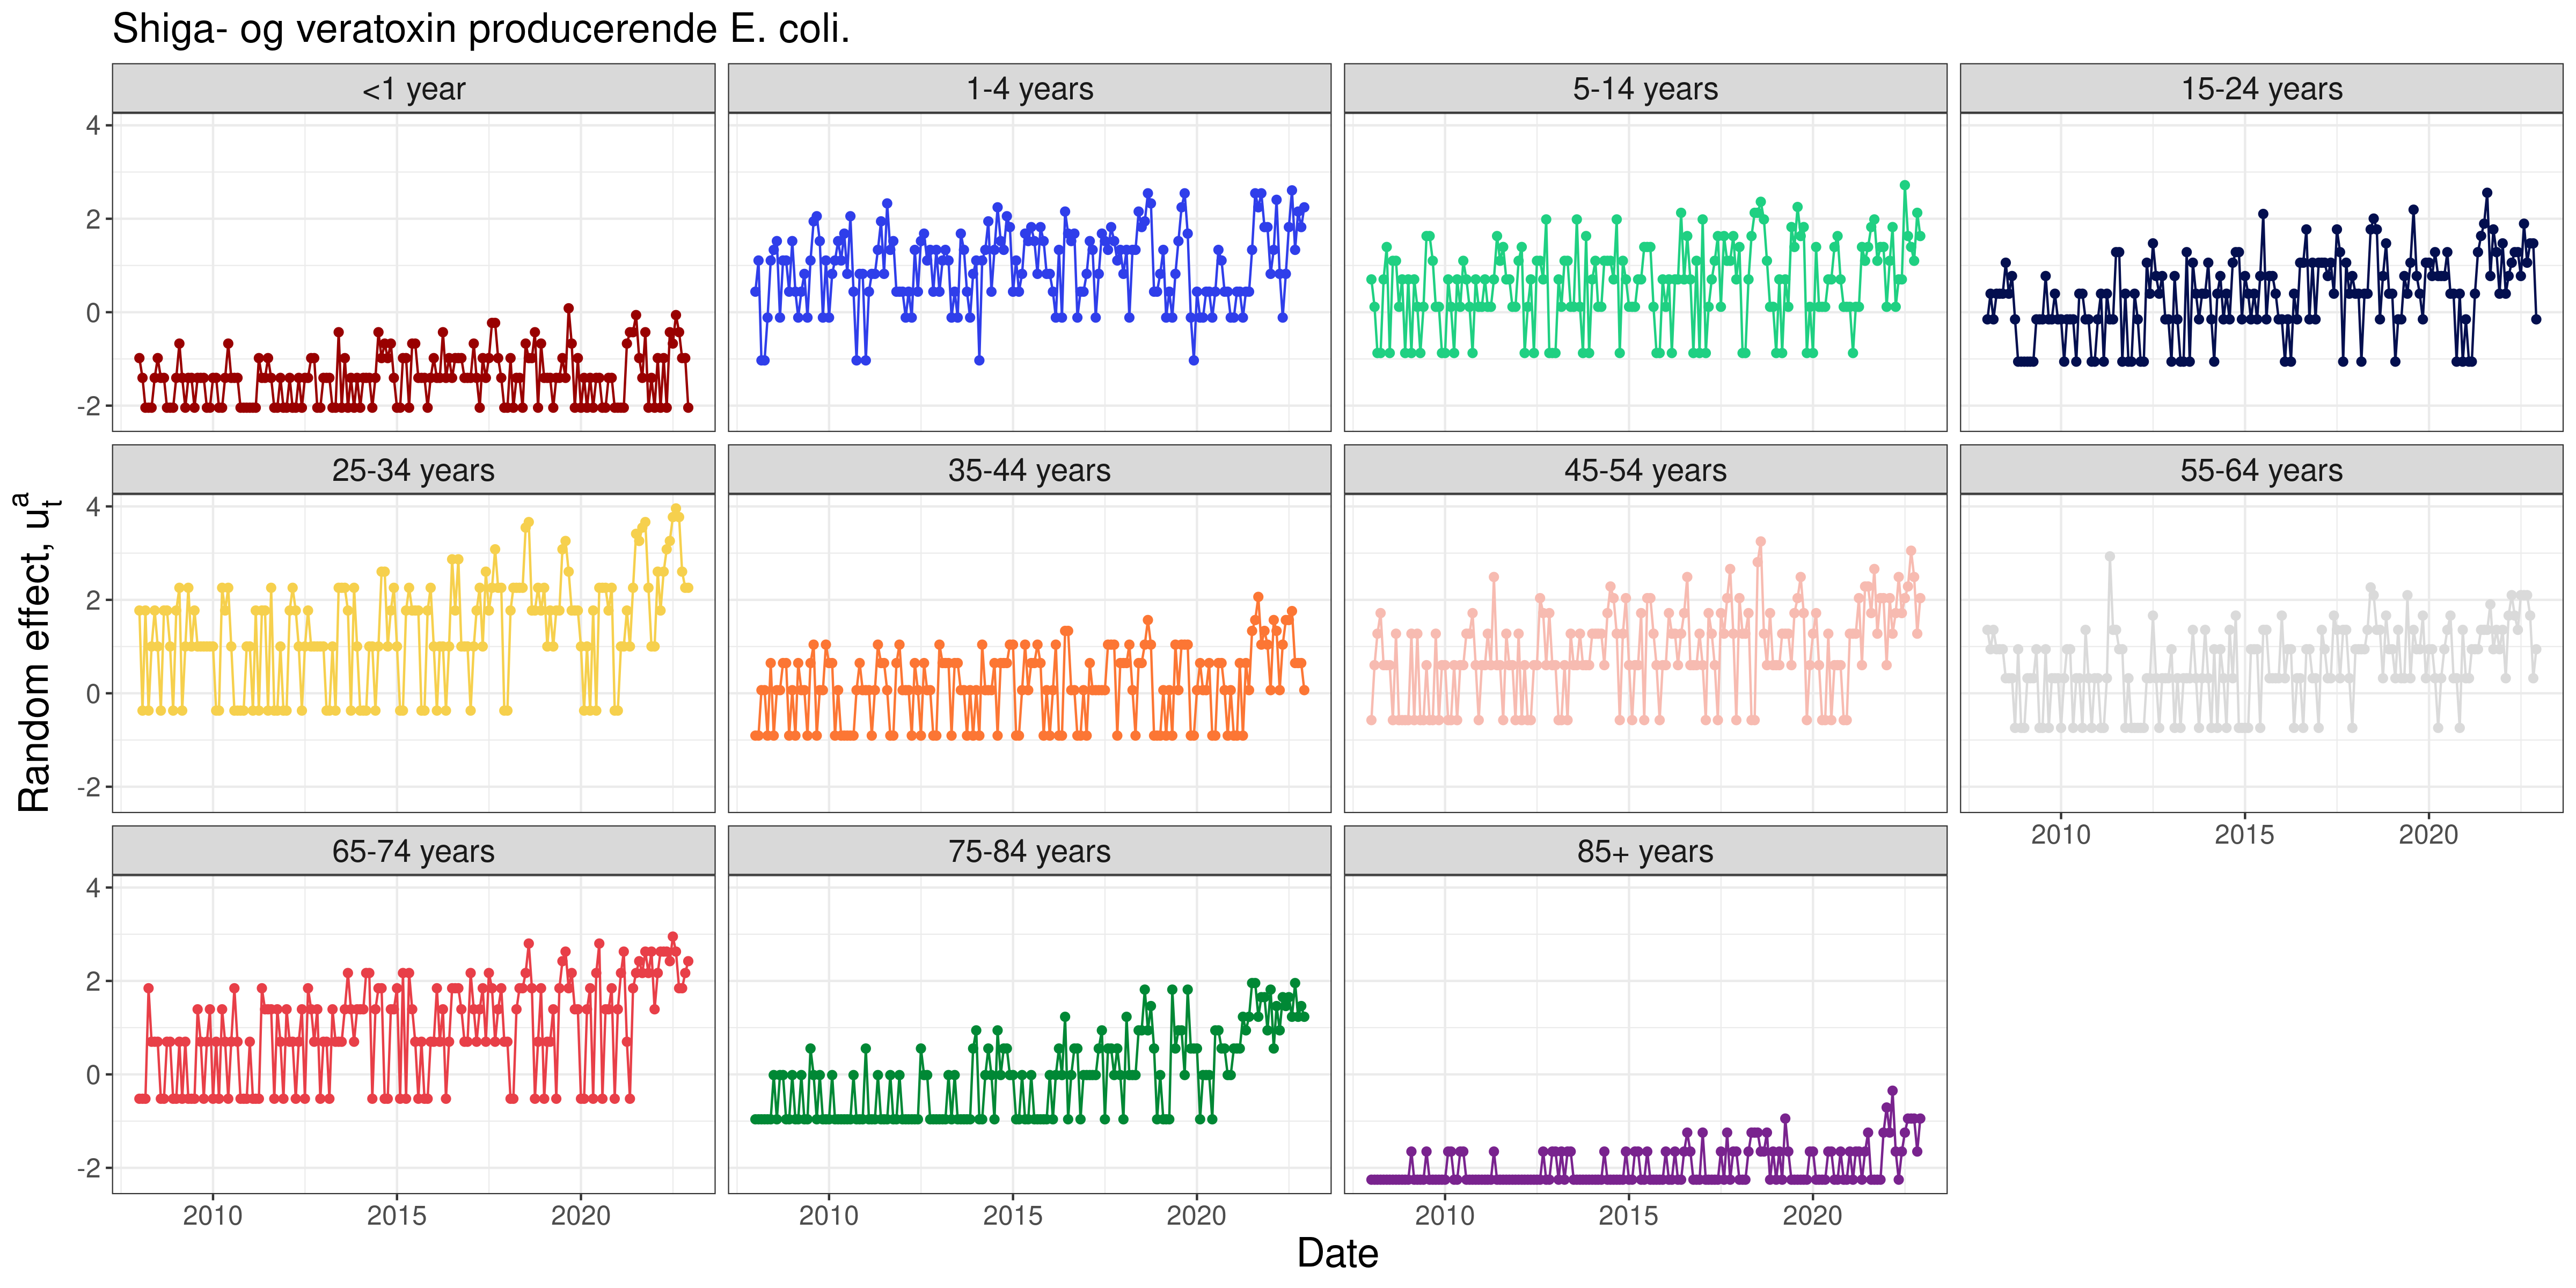 Shiga- og veratoxin producerende E. coli.
<1 year
1-4 years
5-14 years
15-24 years
4
2
0
-2
25-34 years
35-44 years
45-54 years
55-64 years
4
2
0
-2
2010 2015 2020
65-74 years
75-84 years
85+ years
4
2
0
-2
2010 2015 2020
2010 2015 2020
2010 2015 2020
Random effect, u_t^a
Date